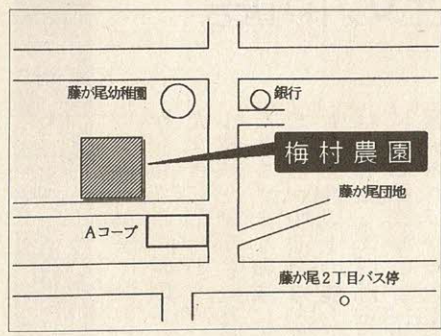 藤が尾幼稚園
銀行
梅村農園
藤が尾団地
Aコープ
藤が尾2丁目バス停